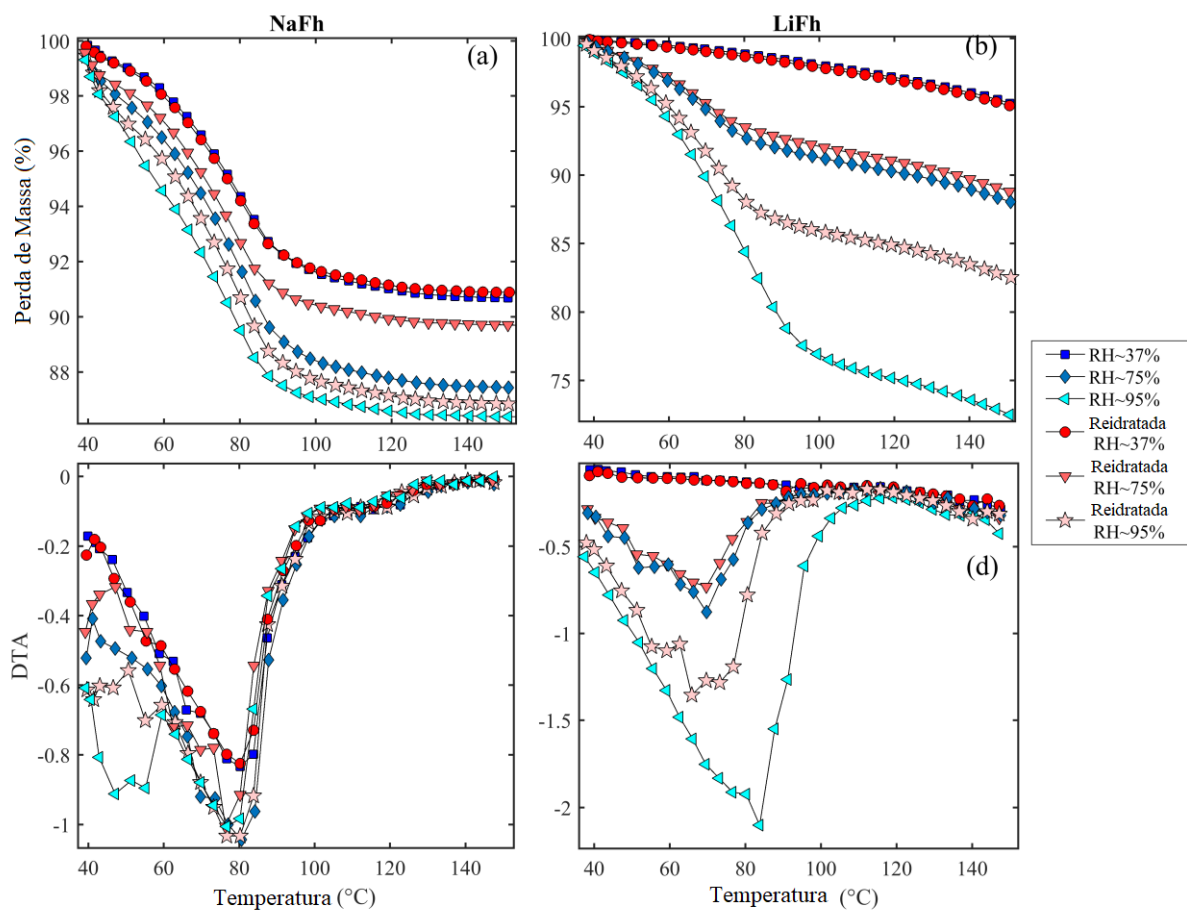 NaFh
LiFh
100
98
96
94
92
90
88
(a)
Perda de Massa (%)
40
60
80
100
120
140
100
95
90
85
80
75
(b)
40
60
80
100
120
140
RH~37%
RH~75%
RH~95%
Reidratada
RH~37%
Reidratada
RH~75%
Reidratada
RH~95%
0
-0.2
-0.4
-0.6
-0.8
-1
DTA
40
60
80
100
120
140
Temperatura (°C)
-0.5
-1
-1.5
-2
(d)
40
60
80
100
120
140
Temperatura (°C)